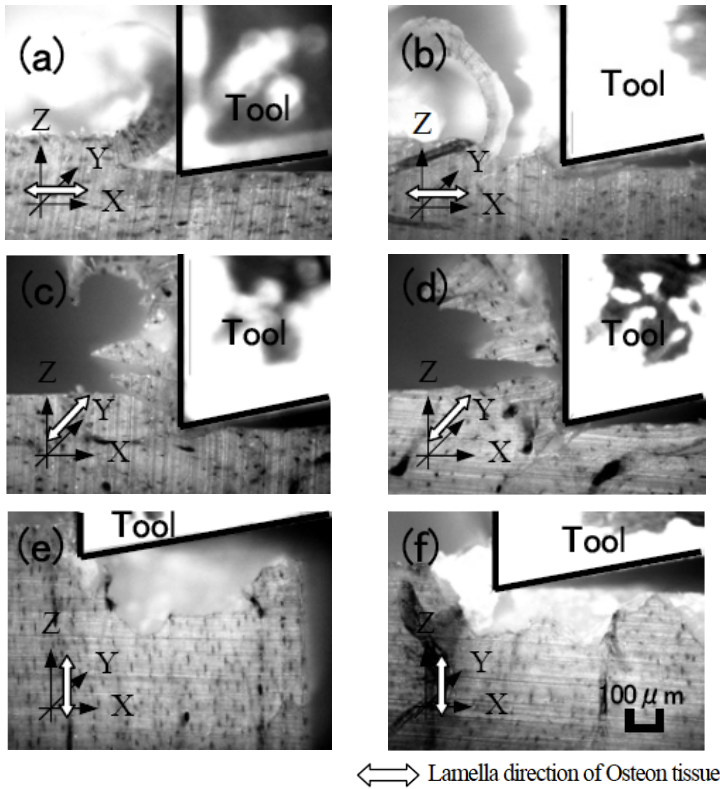 (a)
Tool
Z
Y
X
(b)
Tool
Z
Y
X
(c)
Tool
Z
Y
X
(d)
Tool
Z
Y
X
(e)
Tool
Z
Y
X
(f)
Tool
Z
Y
X
100 μm
Lamella direction of Osteon tissue